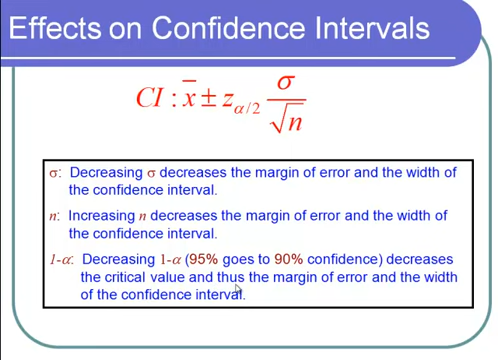 Effects on Confidence Intervals
CI : x̄ ± z_{α/2} σ/√n
σ: Decreasing σ decreases the margin of error and the width of
the confidence interval.
n: Increasing n decreases the margin of error and the width of
the confidence interval.
1-α: Decreasing 1-α (95% goes to 90% confidence) decreases
the critical value and thus the margin of error and the width
of the confidence interval.